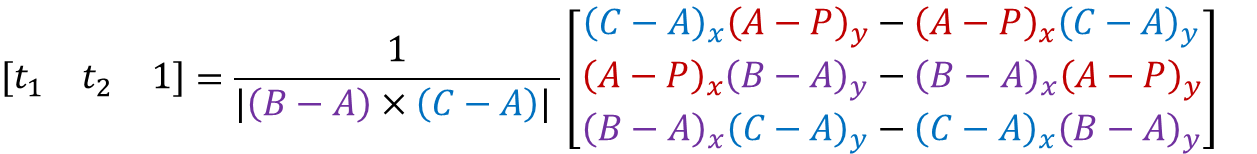 [t₁ t₂ 1] = 1 / |(B − A) × (C − A)| [(C − A)ₓ(A − P)ᵧ − (A − P)ₓ(C − A)ᵧ
(A − P)ₓ(B − A)ᵧ − (B − A)ₓ(A − P)ᵧ
(B − A)ₓ(C − A)ᵧ − (C − A)ₓ(B − A)ᵧ]